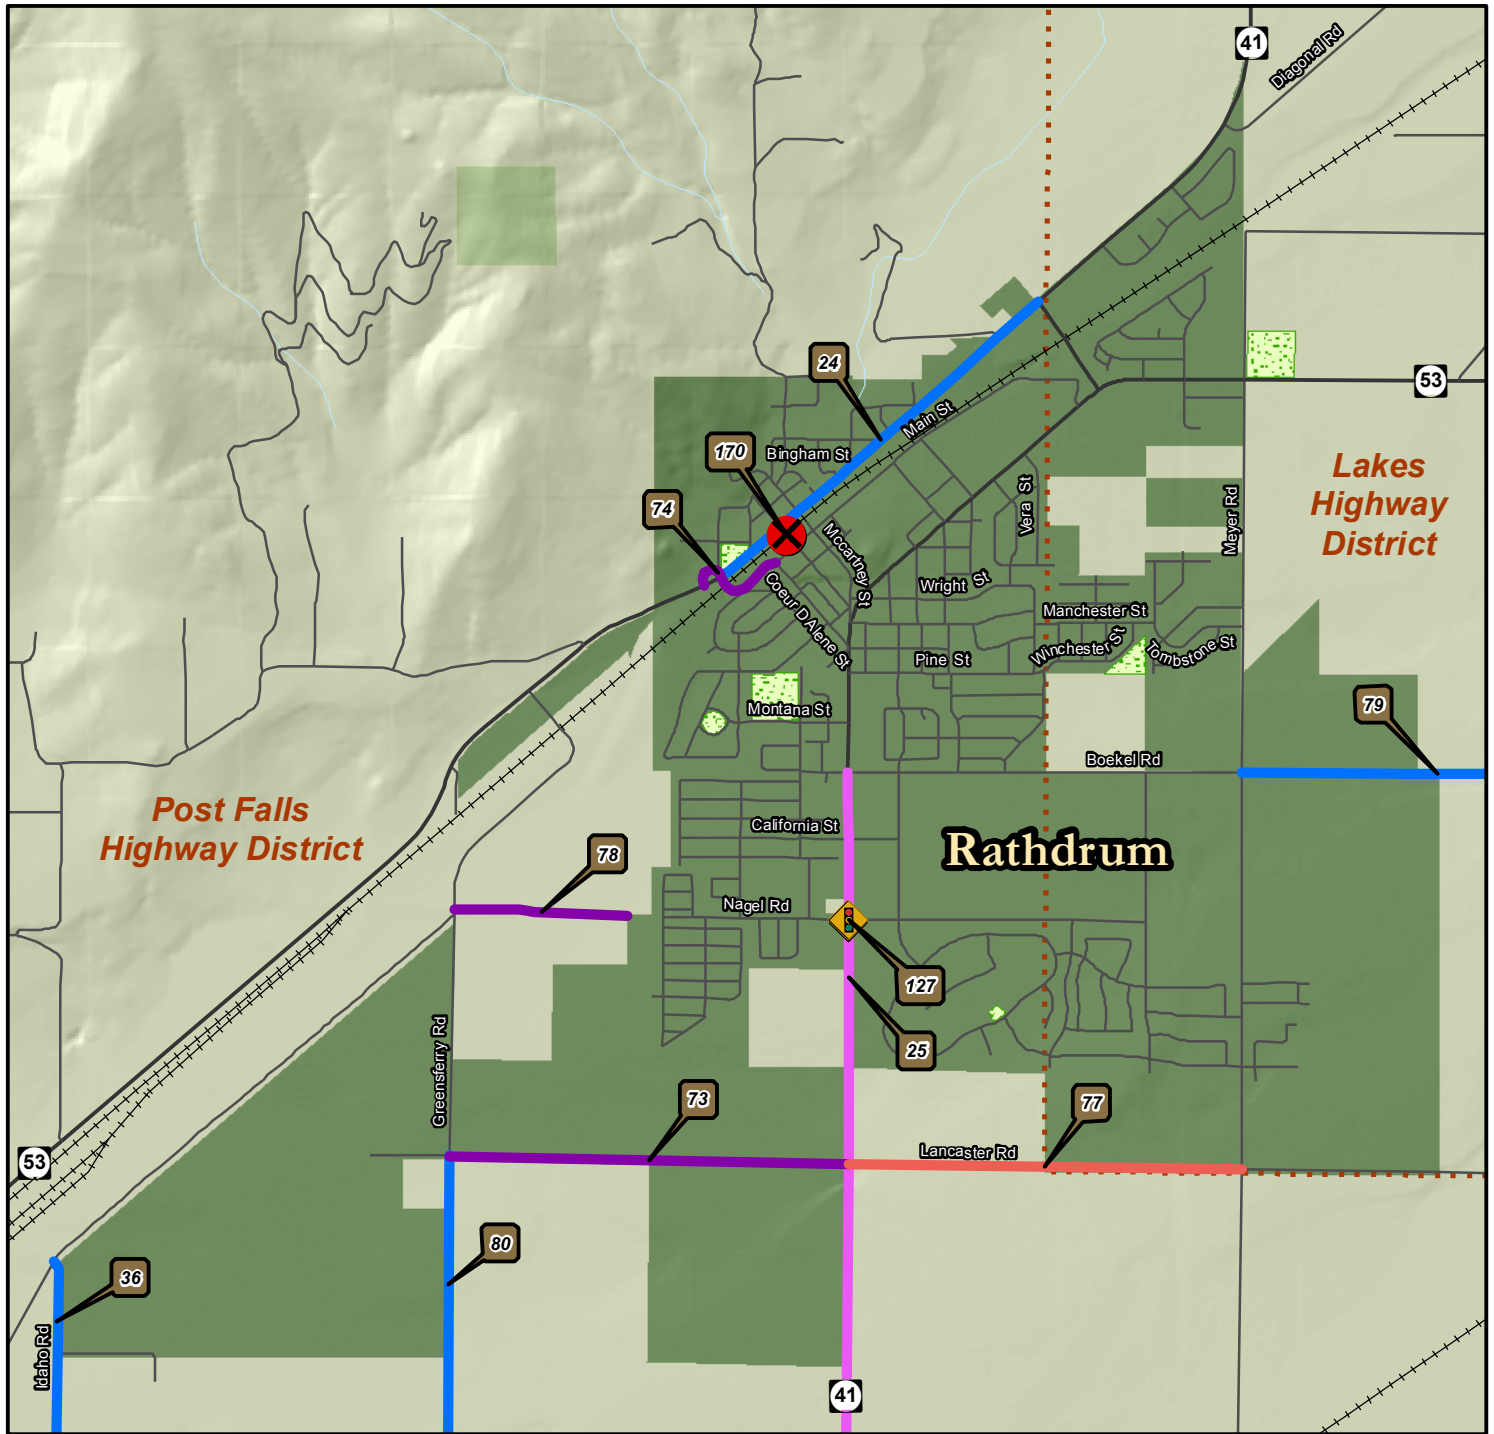 41
Diagonal Rd
24
53
Main St
170
Bingham St
Lakes
Highway
District
74
Vera St
Meyer Rd
Mccartney St
Wright St
Coeur D Alene St
Manchester St
Winchester St
Tombstone St
Pine St
79
Montana St
Boekel Rd
Post Falls
Highway District
California St
Rathdrum
78
Nagel Rd
127
25
Greensferry Rd
73
77
Lancaster Rd
53
80
36
Idaho Rd
41